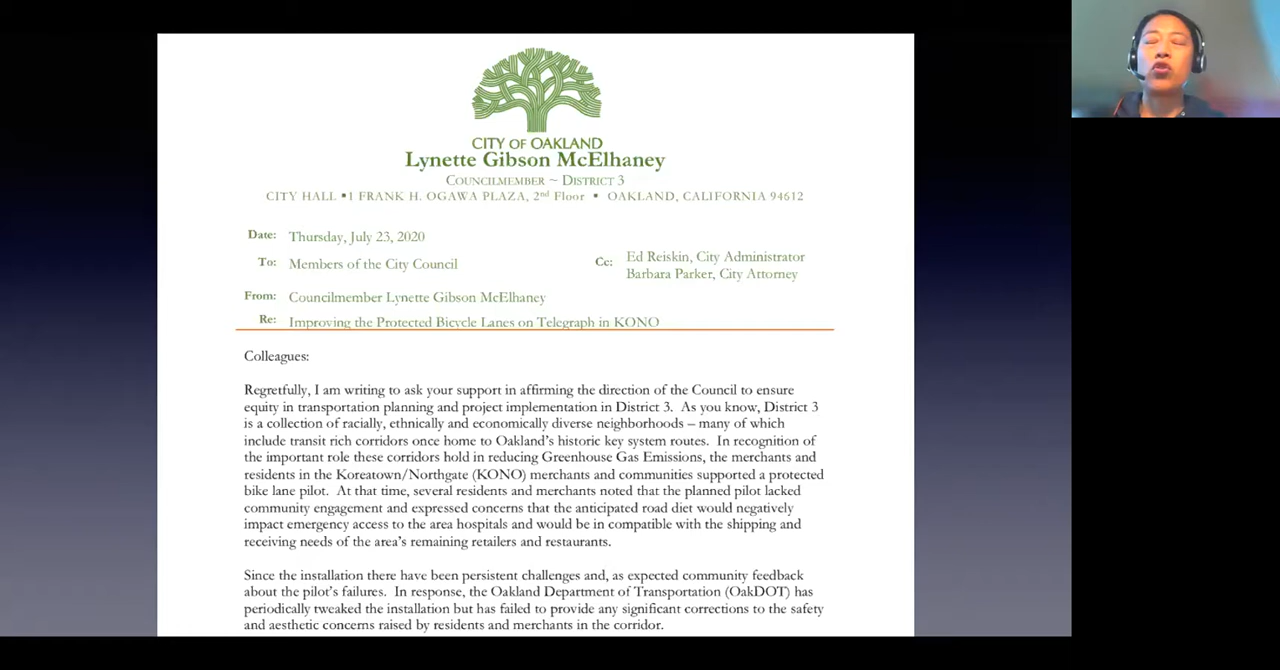 CITY OF OAKLAND
Lynette Gibson McElhaney
COUNCILMEMBER ~ DISTRICT 3
CITY HALL ▪1 FRANK H. OGAWA PLAZA, 2nd Floor ▪ OAKLAND, CALIFORNIA 94612
Date: Thursday, July 23, 2020
To: Members of the City Council
Cc: Ed Reiskin, City Administrator
Barbara Parker, City Attorney
From: Councilmember Lynette Gibson McElhaney
Re: Improving the Protected Bicycle Lanes on Telegraph in KONO
Colleagues:
Regretfully, I am writing to ask your support in affirming the direction of the Council to ensure
equity in transportation planning and project implementation in District 3. As you know, District 3
is a collection of racially, ethnically and economically diverse neighborhoods – many of which
include transit rich corridors once home to Oakland's historic key system routes. In recognition of
the important role these corridors hold in reducing Greenhouse Gas Emissions, the merchants and
residents in the Koreatown/Northgate (KONO) merchants and communities supported a protected
bike lane pilot. At that time, several residents and merchants noted that the planned pilot lacked
community engagement and expressed concerns that the anticipated road diet would negatively
impact emergency access to the area hospitals and would be in compatible with the shipping and
receiving needs of the area's remaining retailers and restaurants.
Since the installation there have been persistent challenges and, as expected community feedback
about the pilot's failures. In response, the Oakland Department of Transportation (OakDOT) has
periodically tweaked the installation but has failed to provide any significant corrections to the safety
and aesthetic concerns raised by residents and merchants in the corridor.